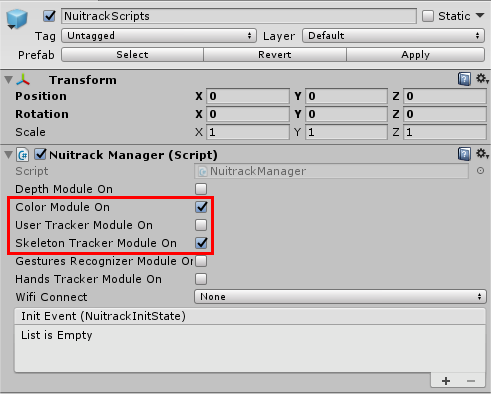 NuitrackScripts Static
Tag Untagged Layer Default
Prefab Select Revert Apply
Transform
Position X 0 Y 0 Z 0
Rotation X 0 Y 0 Z 0
Scale X 1 Y 1 Z 1
Nuitrack Manager (Script)
Script NuitrackManager
Depth Module On
Color Module On
User Tracker Module On
Skeleton Tracker Module On
Gestures Recognizer Module On
Hands Tracker Module On
Wifi Connect None
Init Event (NuitrackInitState)
List is Empty